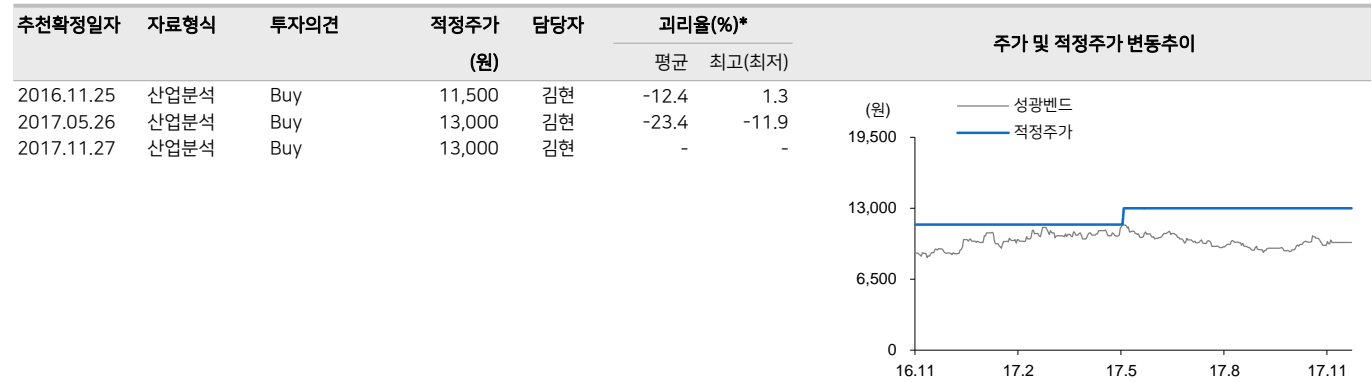 추천확정일자 자료형식 투자의견 적정주가 담당자 괴리율(%)*
(원) 평균 최고(최저)
2016.11.25 산업분석 Buy 11,500 김현 -12.4 1.3
2017.05.26 산업분석 Buy 13,000 김현 -23.4 -11.9
2017.11.27 산업분석 Buy 13,000 김현 - -
주가 및 적정주가 변동추이
(원)
성광벤드
적정주가
19,500
13,000
6,500
0
16.11 17.2 17.5 17.8 17.11